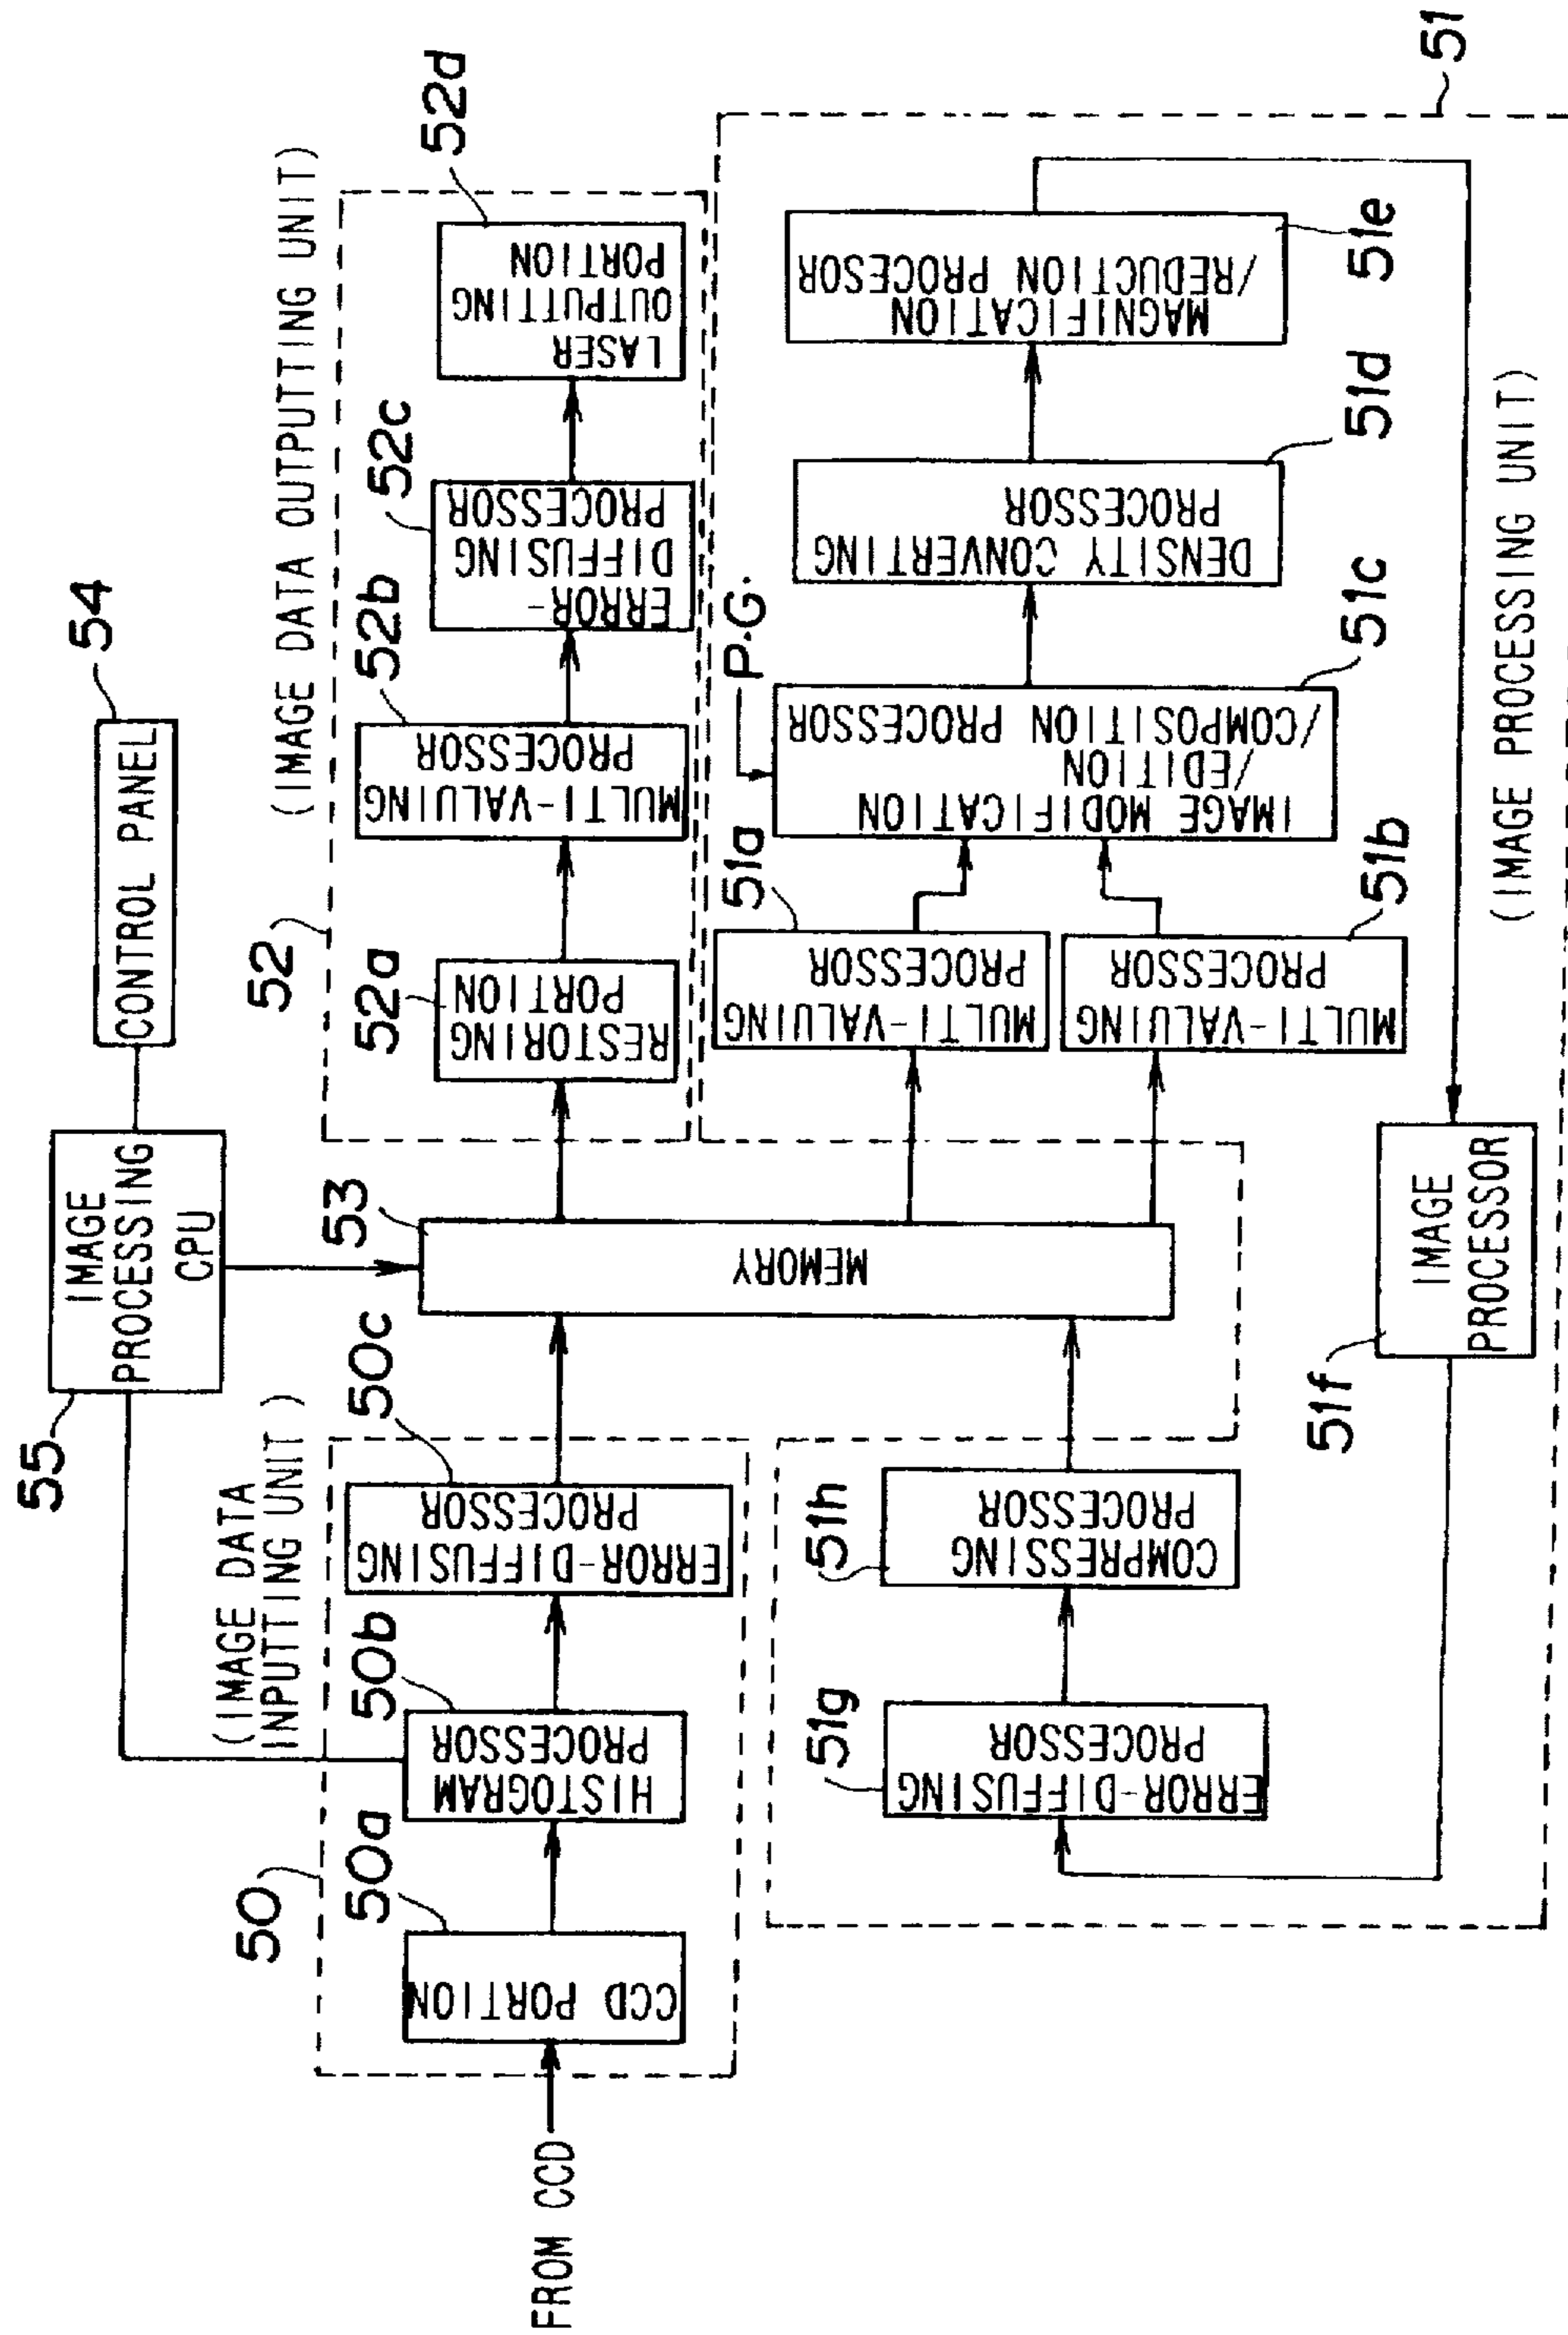 55
IMAGE
PROCESSING
CPU
CONTROL PANEL
54
(IMAGE DATA
INPUTTING UNIT)
50
50a
CCD PORTION
50b
HISTOGRAM
PROCESSOR
50c
ERROR-DIFFUSING
PROCESSOR
FROM CCD
53
MEMORY
52
(IMAGE DATA OUTPUTTING UNIT)
52a
RESTORING
PORTION
52b
MULTI-VALUING
PROCESSOR
52c
ERROR-
DIFFUSING
PROCESSOR
52d
LASER
OUTPUTTING
PORTION
51a
MULTI-VALUING
PROCESSOR
51b
MULTI-VALUING
PROCESSOR
P.G.
51c
IMAGE MODIFICATION
/EDITION
/COMPOSITION PROCESSOR
51d
DENSITY CONVERTING
PROCESSOR
51e
MAGNIFICATION
/REDUCTION PROCESOR
51
(IMAGE PROCESSING UNIT)
51f
IMAGE
PROCESSOR
51g
ERROR-DIFFUSING
PROCESSOR
51h
COMPRESSING
PROCESSOR